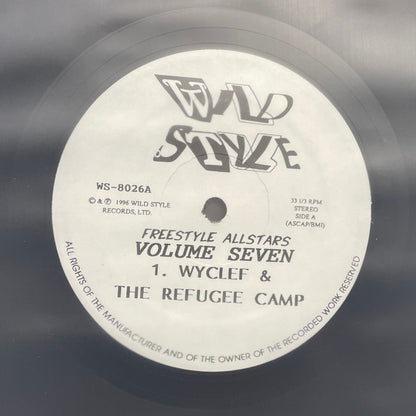 WILD
STYLE
WS-8026A
© & ℗ 1996 WILD STYLE
RECORDS, LTD.
33 1/3 RPM
STEREO
SIDE A
(ASCAP/BMI)
FREESTYLE ALLSTARS
VOLUME SEVEN
1. WYCLEF &
THE REFUGEE CAMP
ALL RIGHTS OF THE MANUFACTURER AND OF THE OWNER OF THE RECORDED WORK RESERVED